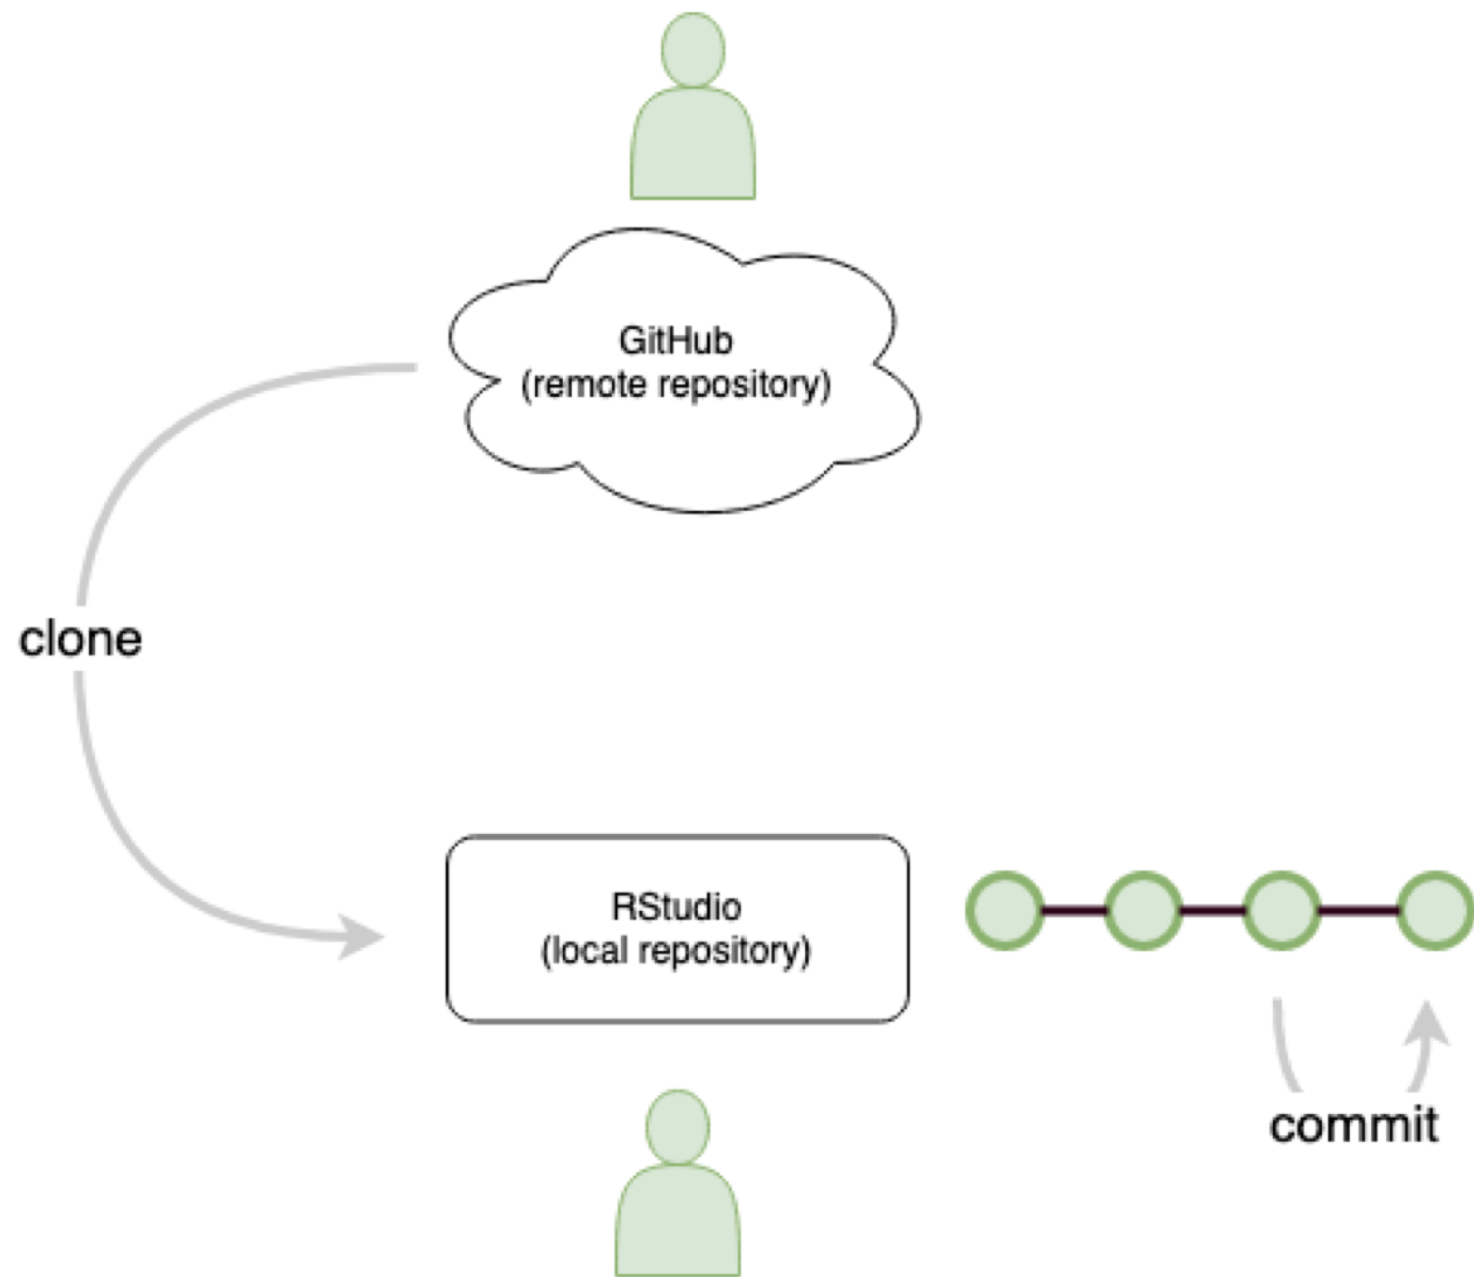 GitHub
(remote repository)
clone
RStudio
(local repository)
commit